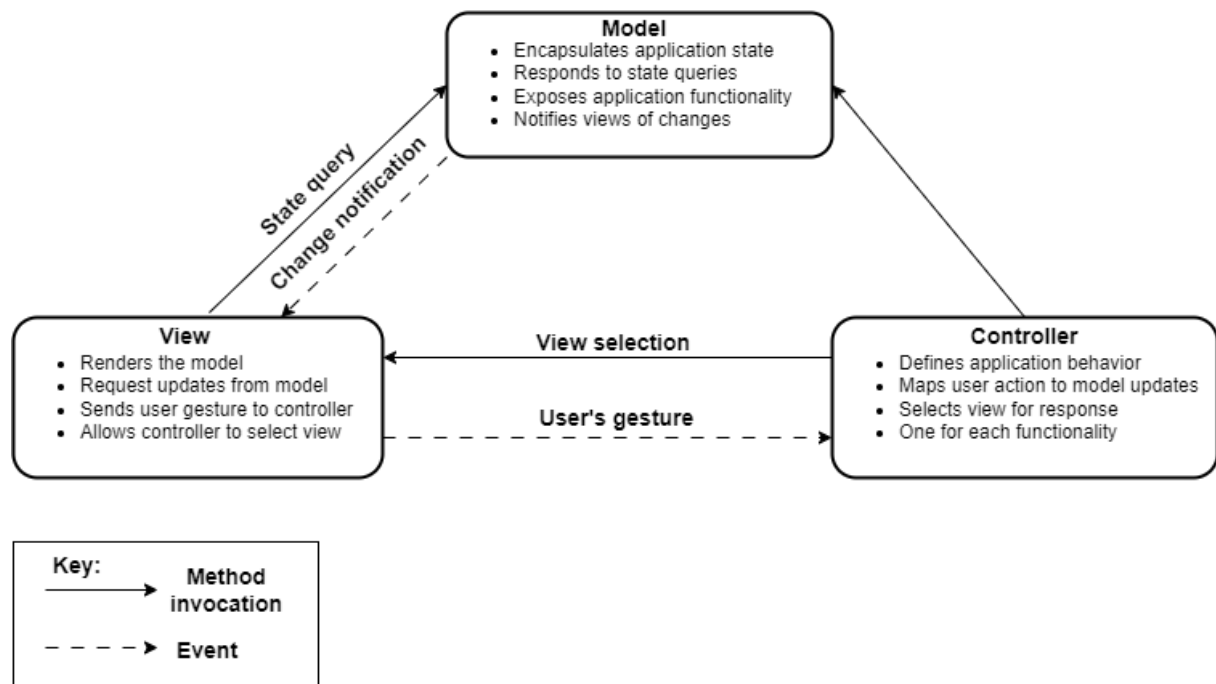 Model
• Encapsulates application state
• Responds to state queries
• Exposes application functionality
• Notifies views of changes
State query
Change notification
View
• Renders the model
• Request updates from model
• Sends user gesture to controller
• Allows controller to select view
View selection
User's gesture
Controller
• Defines application behavior
• Maps user action to model updates
• Selects view for response
• One for each functionality
Key:
Method
invocation
Event